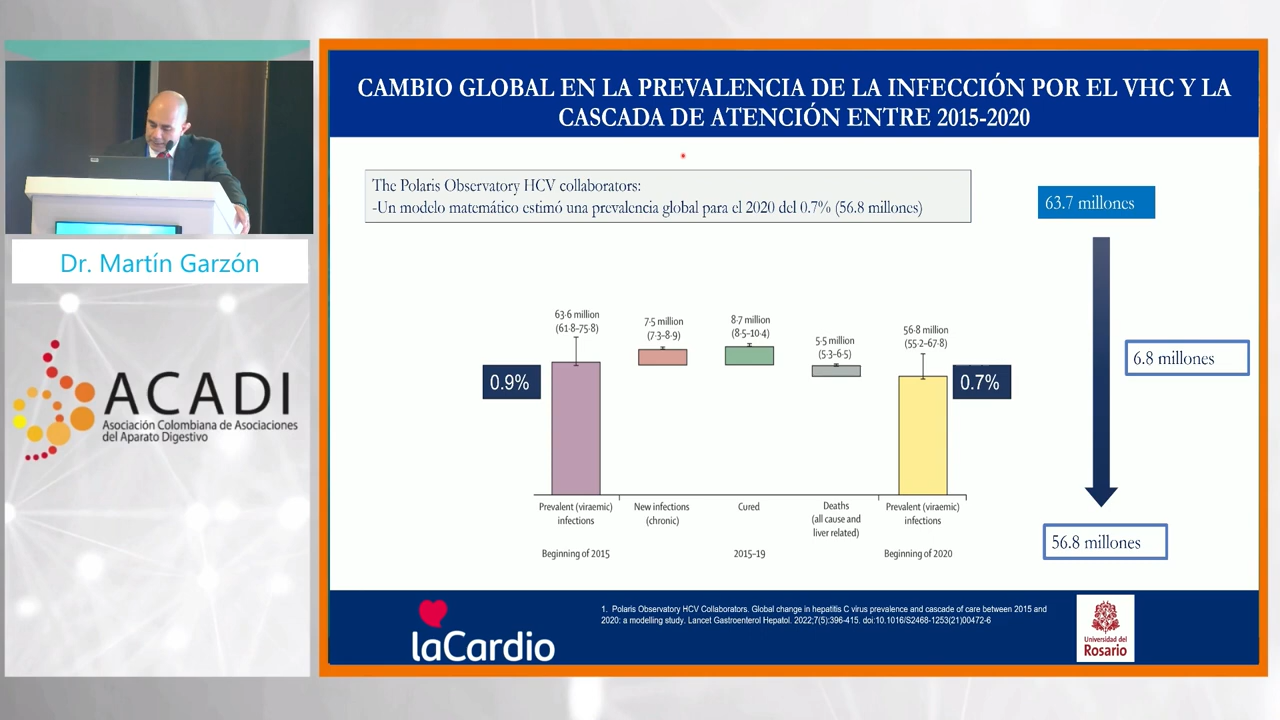 CAMBIO GLOBAL EN LA PREVALENCIA DE LA INFECCIÓN POR EL VHC Y LA
CASCADA DE ATENCIÓN ENTRE 2015-2020
The Polaris Observatory HCV collaborators:
-Un modelo matemático estimó una prevalencia global para el 2020 del 0.7% (56.8 millones)
63.7 millones
6.8 millones
56.8 millones
Dr. Martín Garzón
ACADI
Asociación Colombiana de Asociaciones
del Aparato Digestivo
63·6 million
(61·8–75·8)
7·5 million
(7·3–8·9)
8·7 million
(8·5–10·4)
5·5 million
(5·3–6·5)
56·8 million
(55·2–67·8)
0.9%
0.7%
Prevalent (viraemic)
infections
New infections
(chronic)
Cured
Deaths
(all cause and
liver related)
Prevalent (viraemic)
infections
Beginning of 2015
2015–19
Beginning of 2020
laCardio
1. Polaris Observatory HCV Collaborators. Global change in hepatitis C virus prevalence and cascade of care between 2015 and
2020: a modelling study. Lancet Gastroenterol Hepatol. 2022;7(5):396-415. doi:10.1016/S2468-1253(21)00472-6
Universidad del
Rosario